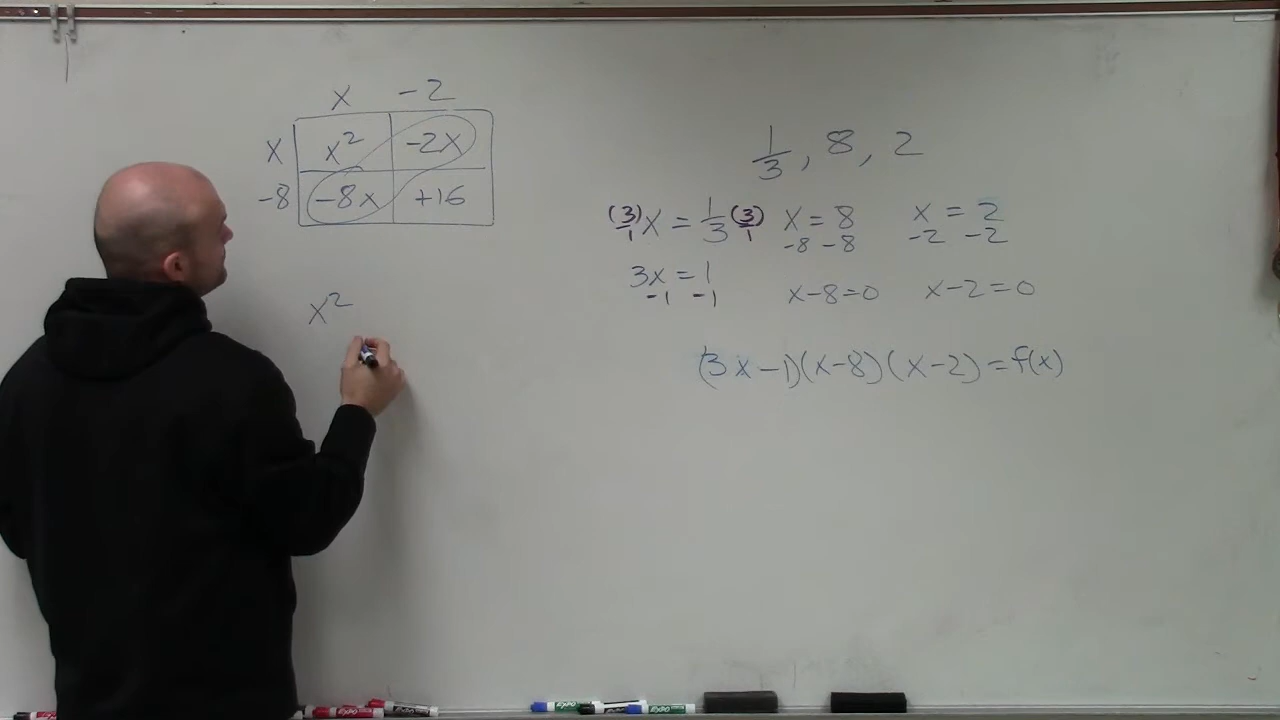 x -2
x x² -2x
-8 -8x +16
x²
1/3, 8, 2
(3/1)x = 1/3(3/1) x = 8 x = 2
-8 -8 -2 -2
3x = 1
-1 -1 x-8=0 x-2=0
(3x-1)(x-8)(x-2)=f(x)
EXPO